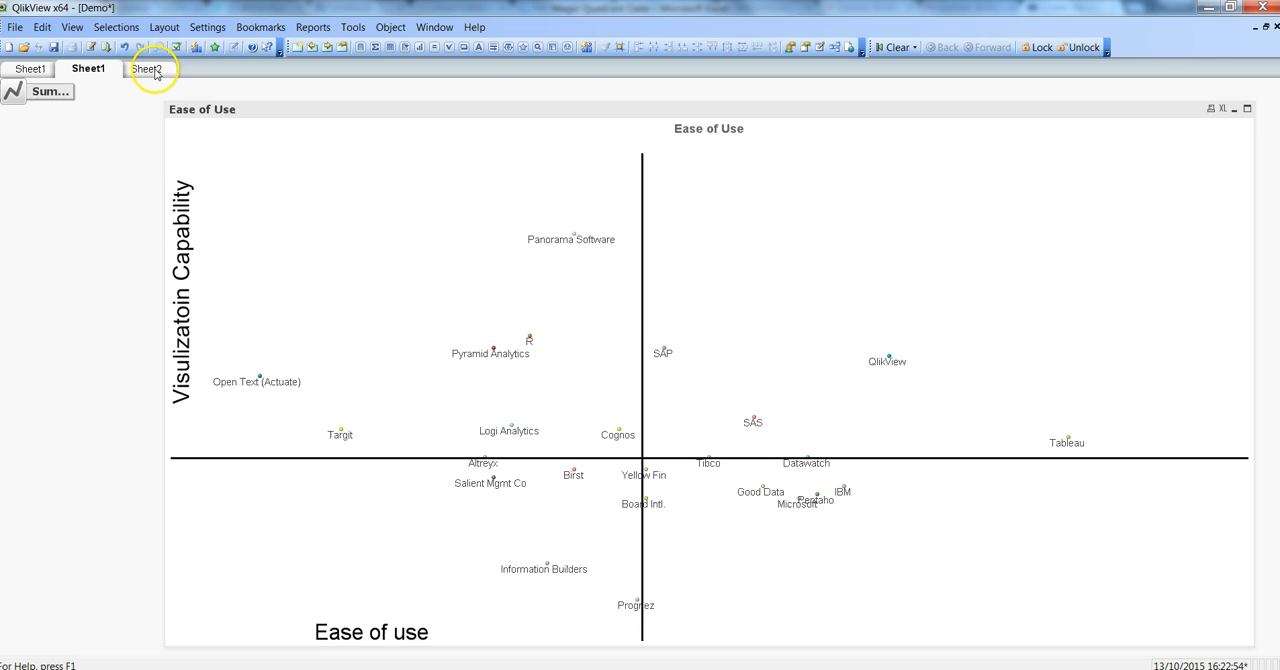 QlikView x64 - [Demo*]
File Edit View Selections Layout Settings Bookmarks Reports Tools Object Window Help
Clear Back Forward Lock Unlock
Sheet1 Sheet1 Sheet2
Sum...
Ease of Use
XL
Ease of Use
Visulizatoin Capability
Panorama Software
R
Pyramid Analytics
SAP
QlikView
Open Text (Actuate)
SAS
Targit
Logi Analytics
Cognos
Tableau
Altreyx
Tibco
Datawatch
Birst
Yellow Fin
Salient Mgmt Co
Good Data
IBM
Pentaho
Board Intl.
Microsoft
Information Builders
Prognez
Ease of use
For Help, press F1
13/10/2015 16:22:54*